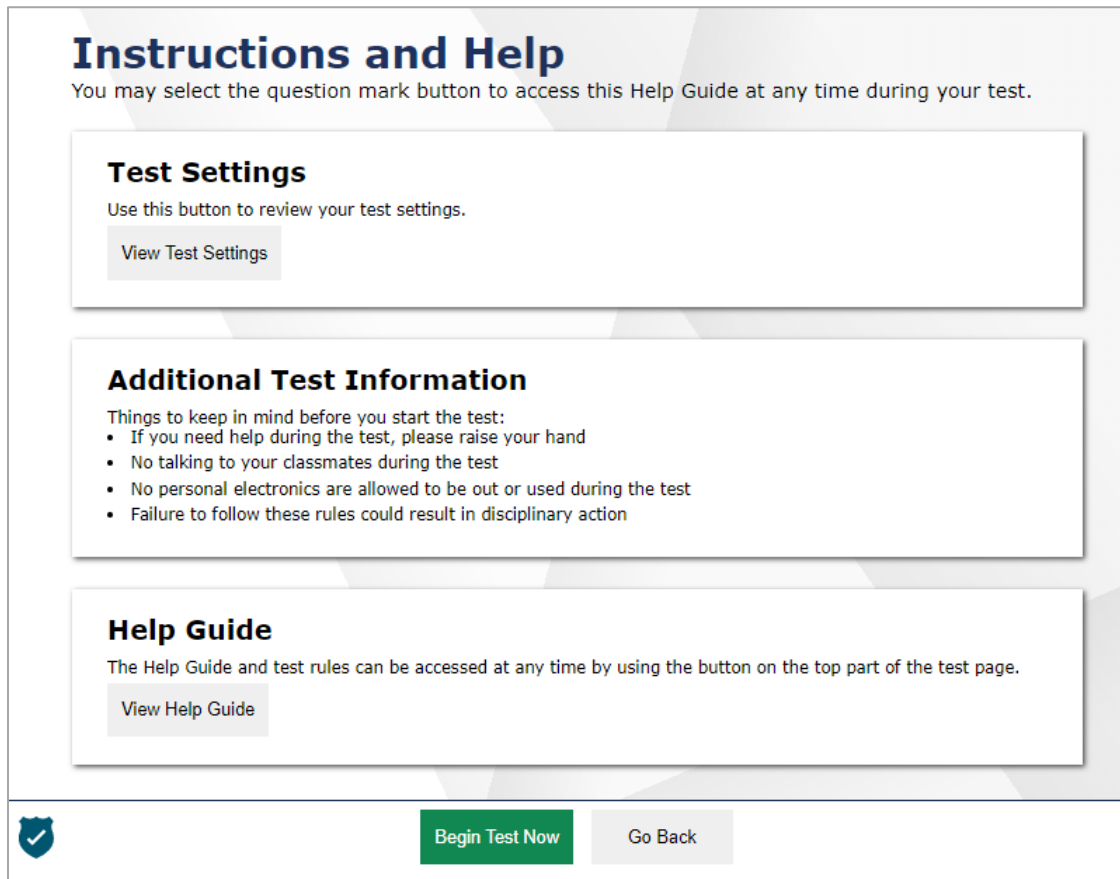 Instructions and Help
You may select the question mark button to access this Help Guide at any time during your test.
Test Settings
Use this button to review your test settings.
View Test Settings
Additional Test Information
Things to keep in mind before you start the test:
• If you need help during the test, please raise your hand
• No talking to your classmates during the test
• No personal electronics are allowed to be out or used during the test
• Failure to follow these rules could result in disciplinary action
Help Guide
The Help Guide and test rules can be accessed at any time by using the button on the top part of the test page.
View Help Guide
Begin Test Now
Go Back